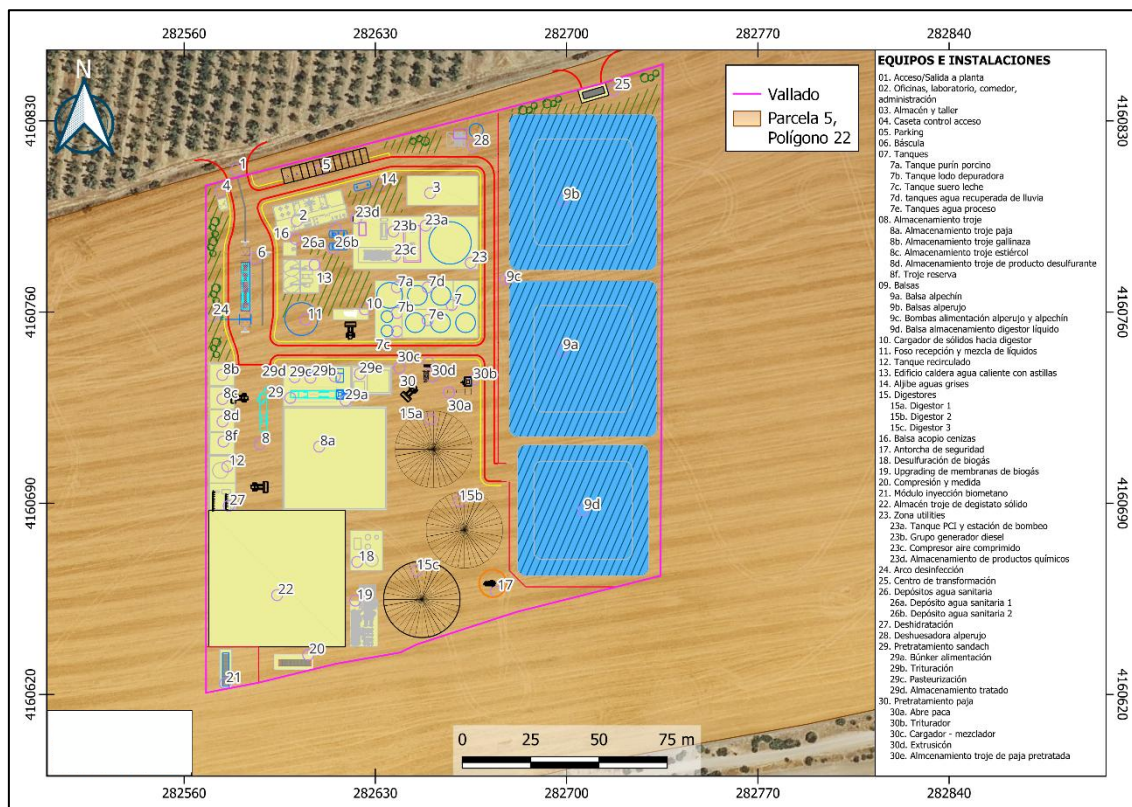 282560
282630
282700
282770
282840
4160830
4160760
4160690
4160620
N
Vallado
Parcela 5,
Polígono 22
25
28
1
5
4
14
3
9b
2
23d
23a
23b
16
26a
26b
23c
23
6
13
9c
7a
7d
7
24
10
11
7b
7e
9a
7c
30c
8b
29d
29c
29b
29e
30d
30
30b
8c
29
29a
30a
8d
15a
8f
8
8a
12
27
15b
9d
18
15c
22
19
17
20
21
0 25 50 75 m
282560
282630
282700
282770
282840
4160830
4160760
4160690
4160620
EQUIPOS E INSTALACIONES
01. Acceso/Salida a planta
02. Oficinas, laboratorio, comedor,
administración
03. Almacén y taller
04. Caseta control acceso
05. Parking
06. Báscula
07. Tanques
7a. Tanque purín porcino
7b. Tanque lodo depuradora
7c. Tanque suero leche
7d. tanques agua recuperada de lluvia
7e. Tanques agua proceso
08. Almacenamiento troje
8a. Almacenamiento troje paja
8b. Almacenamiento troje gallinaza
8c. Almacenamiento troje estiércol
8d. Almacenamiento troje de producto desulfurante
8f. Troje reserva
09. Balsas
9a. Balsa alpechín
9b. Balsas alperujo
9c. Bombas alimentación alperujo y alpechín
9d. Balsa almacenamiento digestor líquido
10. Cargador de sólidos hacia digestor
11. Foso recepción y mezcla de líquidos
12. Tanque recirculado
13. Edificio caldera agua caliente con astillas
14. Aljibe aguas grises
15. Digestores
15a. Digestor 1
15b. Digestor 2
15c. Digestor 3
16. Balsa acopio cenizas
17. Antorcha de seguridad
18. Desulfuración de biogás
19. Upgrading de membranas de biogás
20. Compresión y medida
21. Módulo inyección biometano
22. Almacén troje de degistato sólido
23. Zona utilities
23a. Tanque PCI y estación de bombeo
23b. Grupo generador diesel
23c. Compresor aire comprimido
23d. Almacenamiento de productos químicos
24. Arco desinfección
25. Centro de transformación
26. Depósitos agua sanitaria
26a. Depósito agua sanitaria 1
26b. Depósito agua sanitaria 2
27. Deshidratación
28. Deshuesadora alperujo
29. Pretratamiento sandach
29a. Búnker alimentación
29b. Trituración
29c. Pasteurización
29d. Almacenamiento tratado
30. Pretratamiento paja
30a. Abre paca
30b. Triturador
30c. Cargador - mezclador
30d. Extrusicón
30e. Almcenamiento troje de paja pretratada